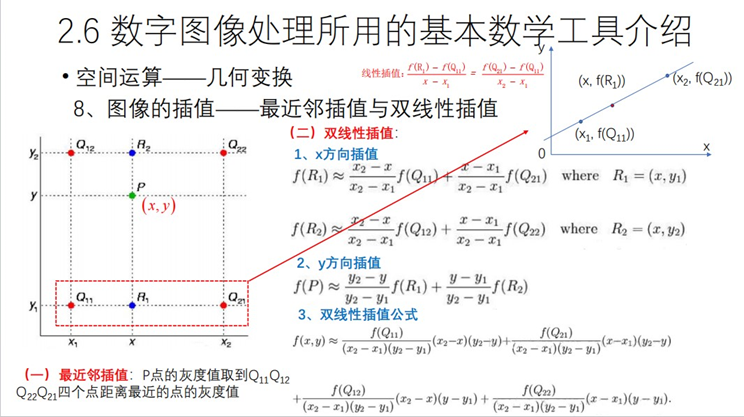 2.6 数字图像处理所用的基本数学工具介绍
• 空间运算——几何变换
线性插值: \frac{f(R_1) - f(Q_{11})}{x - x_1} = \frac{f(Q_{21}) - f(Q_{11})}{x_2 - x_1}
8、图像的插值——最近邻插值与双线性插值
y
(x, f(R₁))
(x₂, f(Q₂₁))
(x₁, f(Q₁₁))
0
x
y₂
Q₁₂
R₂
Q₂₂
y
P
(x, y)
y₁
Q₁₁
R₁
Q₂₁
x₁
x
x₂
(一) 最近邻插值：P点的灰度值取到Q₁₁Q₁₂
Q₂₂Q₂₁四个点距离最近的点的灰度值
(二) 双线性插值:
1、x方向插值
f(R_1) ≈ \frac{x_2 - x}{x_2 - x_1} f(Q_{11}) + \frac{x - x_1}{x_2 - x_1} f(Q_{21}) where R_1 = (x, y_1)
f(R_2) ≈ \frac{x_2 - x}{x_2 - x_1} f(Q_{12}) + \frac{x - x_1}{x_2 - x_1} f(Q_{22}) where R_2 = (x, y_2)
2、y方向插值
f(P) ≈ \frac{y_2 - y}{y_2 - y_1} f(R_1) + \frac{y - y_1}{y_2 - y_1} f(R_2)
3、双线性插值公式
f(x, y) ≈ \frac{f(Q_{11})}{(x_2 - x_1)(y_2 - y_1)} (x_2 - x)(y_2 - y) + \frac{f(Q_{21})}{(x_2 - x_1)(y_2 - y_1)} (x - x_1)(y_2 - y)
+ \frac{f(Q_{12})}{(x_2 - x_1)(y_2 - y_1)} (x_2 - x)(y - y_1) + \frac{f(Q_{22})}{(x_2 - x_1)(y_2 - y_1)} (x - x_1)(y - y_1).